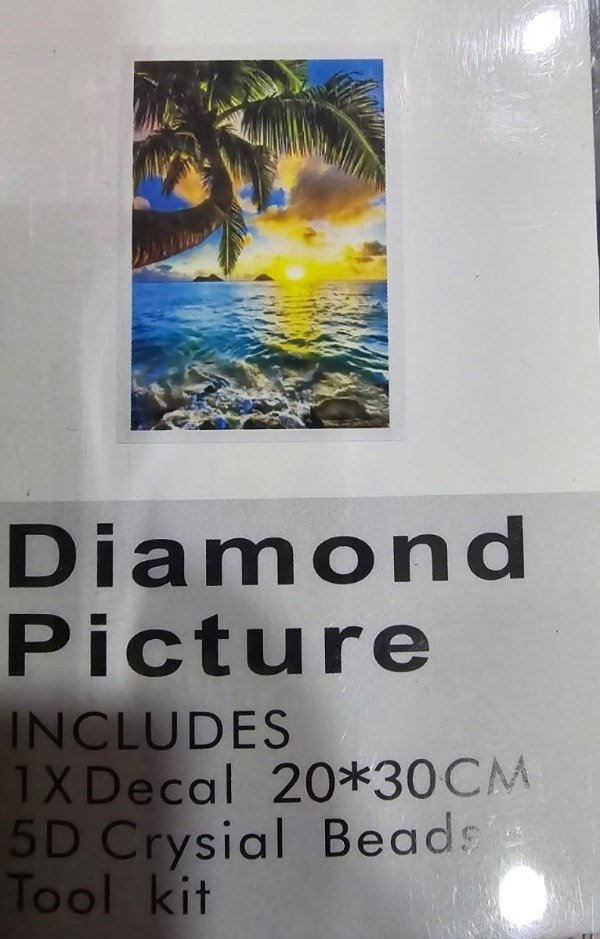 Diamond
Picture
INCLUDES
1XDecal 20*30CM
5D Crysial Beads
Tool kit